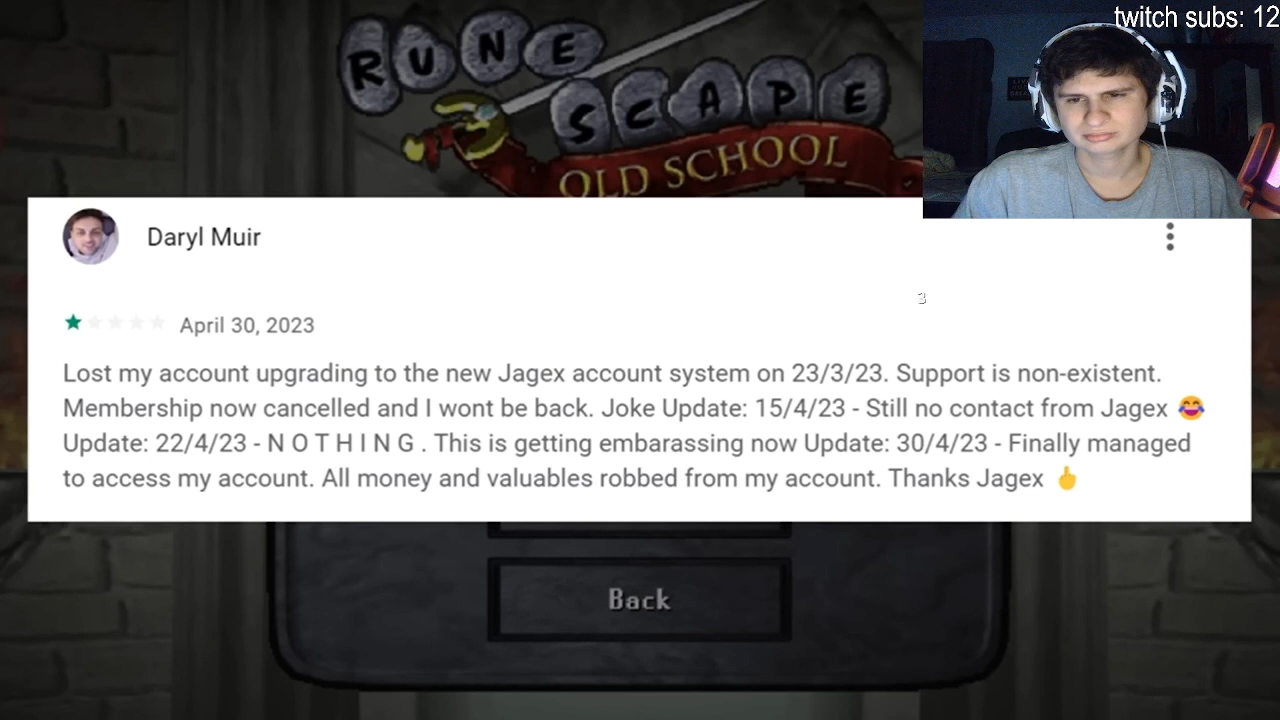 twitch subs: 12
RUNE
SCAPE
OLD SCHOOL
Daryl Muir
3
April 30, 2023
Lost my account upgrading to the new Jagex account system on 23/3/23. Support is non-existent.
Membership now cancelled and I wont be back. Joke Update: 15/4/23 - Still no contact from Jagex 😂
Update: 22/4/23 - N O T H I N G . This is getting embarassing now Update: 30/4/23 - Finally managed
to access my account. All money and valuables robbed from my account. Thanks Jagex 🖕
Back